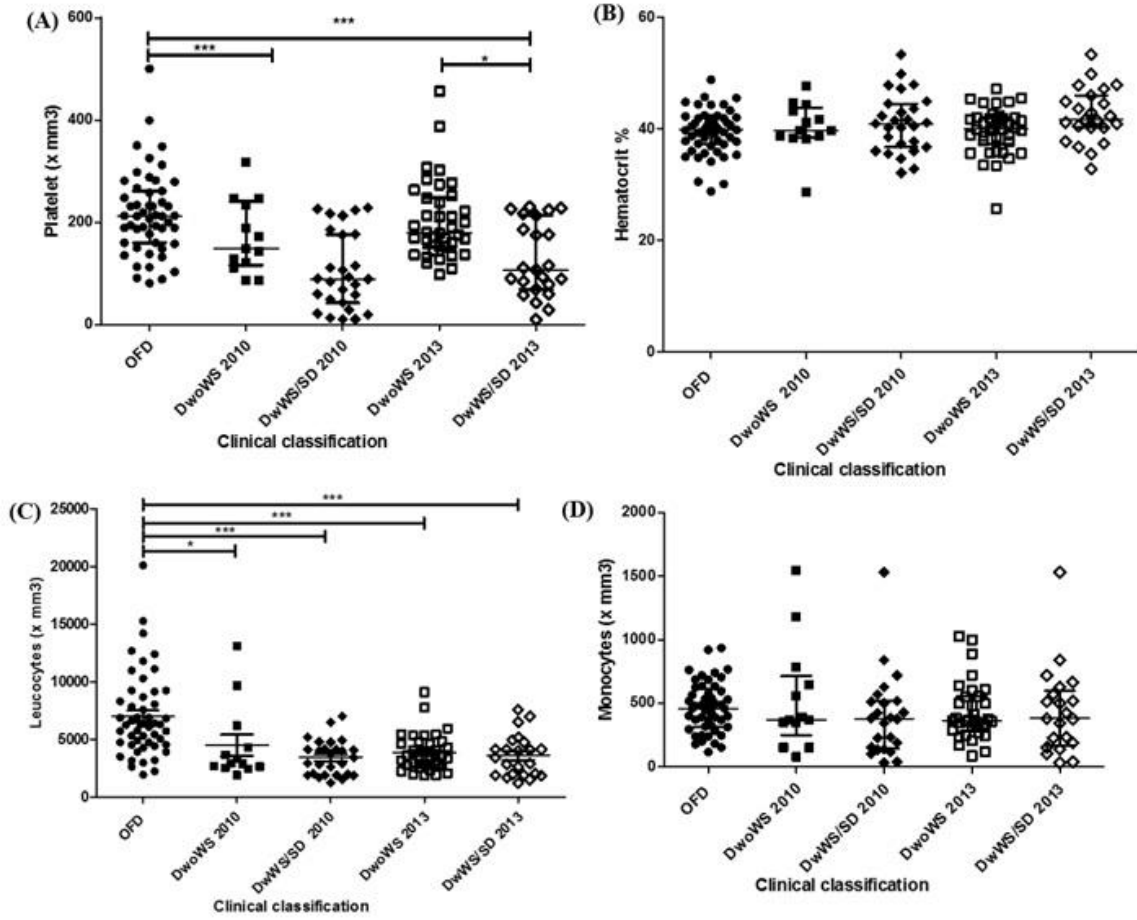 (A)
***
***
*
600
400
200
0
Platelet (x mm3)
OFD
DwoWS 2010
DwWS/SD 2010
DwoWS 2013
DwWS/SD 2013
Clinical classification
(B)
60
40
20
0
Hematocrit %
OFD
DwoWS 2010
DwWS/SD 2010
DwoWS 2013
DwWS/SD 2013
Clinical classification
(C)
***
***
***
*
25000
20000
15000
10000
5000
0
Leucocytes (x mm3)
OFD
DwoWS 2010
DwWS/SD 2010
DwoWS 2013
DwWS/SD 2013
Clinical classification
(D)
2000
1500
1000
500
0
Monocytes (x mm3)
OFD
DwoWS 2010
DwWS/SD 2010
DwoWS 2013
DwWS/SD 2013
Clinical classification